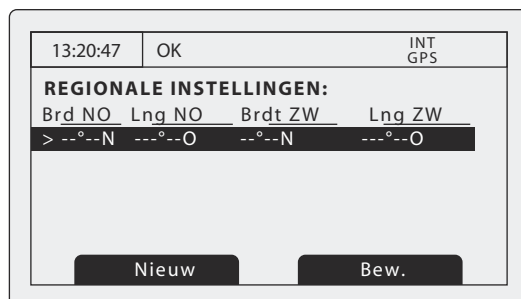 13:20:47 OK INT
GPS
REGIONALE INSTELLINGEN:
Brd NO Lng NO Brdt ZW Lng ZW
> --°--N ---°--O --°--N ---°--O
Nieuw Bew.